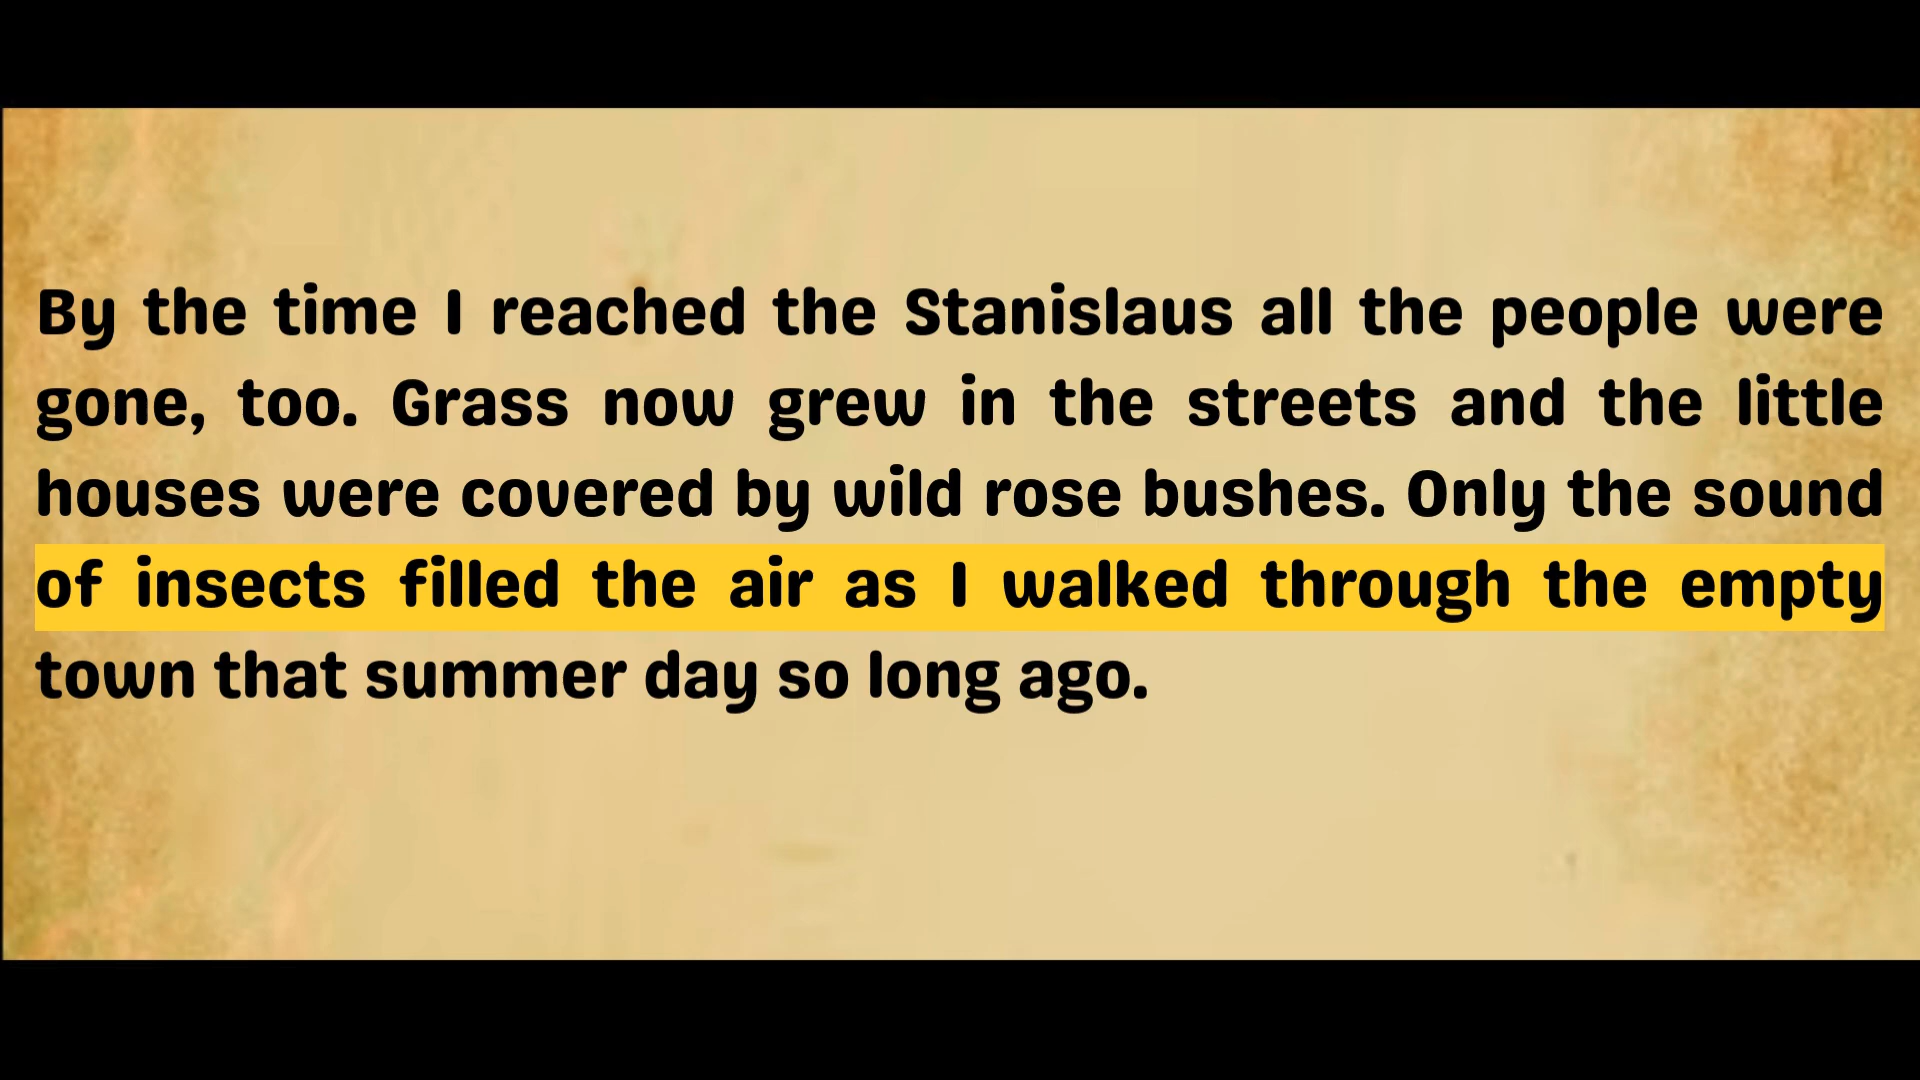 By the time I reached the Stanislaus all the people were
gone, too. Grass now grew in the streets and the little
houses were covered by wild rose bushes. Only the sound
of insects filled the air as I walked through the empty
town that summer day so long ago.